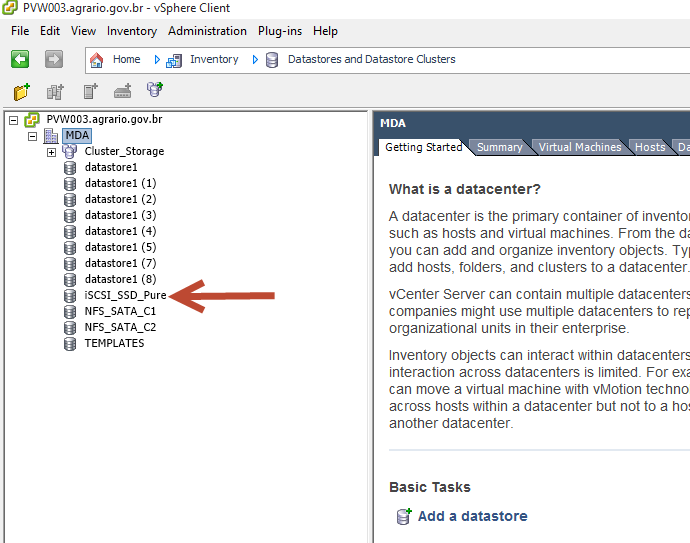 PVW003.agrario.gov.br - vSphere Client
File Edit View Inventory Administration Plug-ins Help
Home Inventory Datastores and Datastore Clusters
PVW003.agrario.gov.br
MDA
Cluster_Storage
datastore1
datastore1 (1)
datastore1 (2)
datastore1 (3)
datastore1 (4)
datastore1 (5)
datastore1 (7)
datastore1 (8)
iSCSI_SSD_Pure
NFS_SATA_C1
NFS_SATA_C2
TEMPLATES
MDA
Getting Started Summary Virtual Machines Hosts Da
What is a datacenter?
A datacenter is the primary container of invento
such as hosts and virtual machines. From the da
you can add and organize inventory objects. Typ
add hosts, folders, and clusters to a datacenter.
vCenter Server can contain multiple datacenters
companies might use multiple datacenters to rep
organizational units in their enterprise.
Inventory objects can interact within datacenters
interaction across datacenters is limited. For exa
can move a virtual machine with vMotion techno
across hosts within a datacenter but not to a hos
another datacenter.
Basic Tasks
Add a datastore